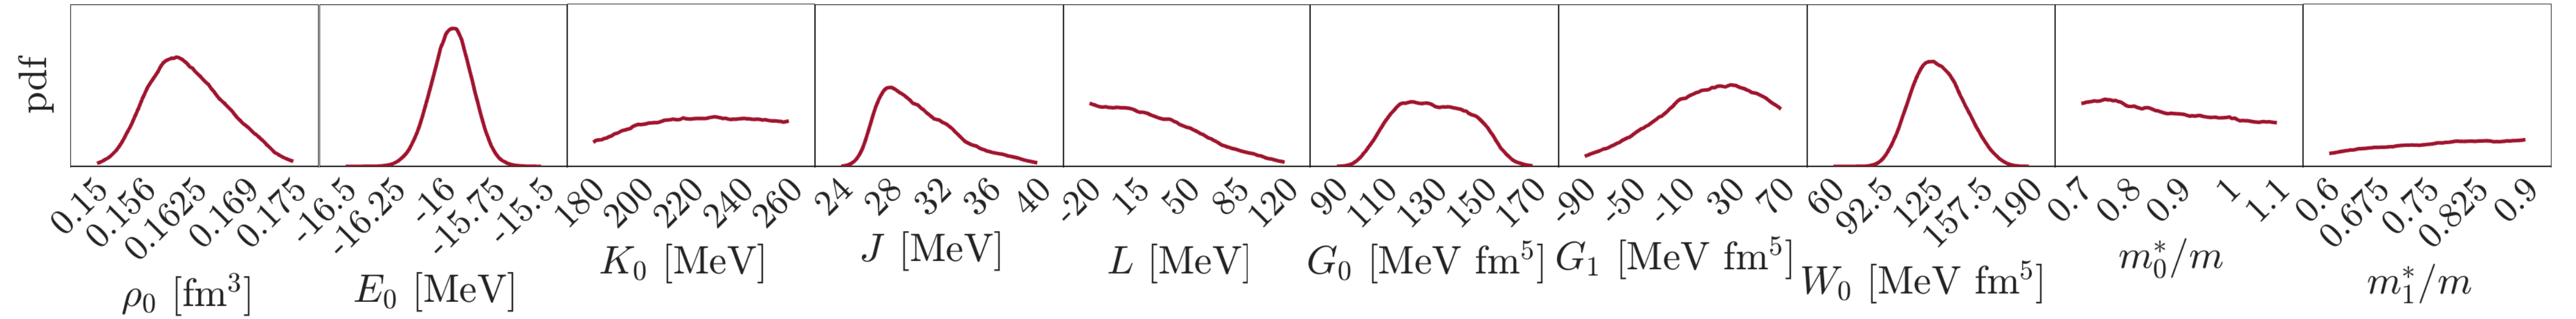 pdf
0.15 0.156 0.1625 0.169 0.175
ρ₀ [fm³]
-16.5 -16.25 -16 -15.75 -15.5
E₀ [MeV]
180 200 220 240 260
K₀ [MeV]
24 28 32 36 40
J [MeV]
-20 15 50 85 120
L [MeV]
90 110 130 150 170
G₀ [MeV fm⁵]
-90 -50 -10 30 70
G₁ [MeV fm⁵]
60 92.5 125 157.5 190
W₀ [MeV fm⁵]
0.7 0.8 0.9 1 1.1
m₀*/m
0.6 0.675 0.75 0.825 0.9
m₁*/m